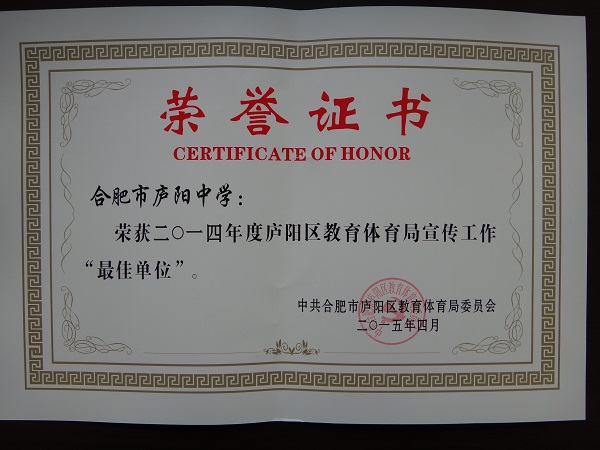 荣誉证书
CERTIFICATE OF HONOR
合肥市庐阳中学：
荣获二〇一四年度庐阳区教育体育局宣传工作
“最佳单位”。
中共合肥市庐阳区教育体育局委员会
二〇一五年四月